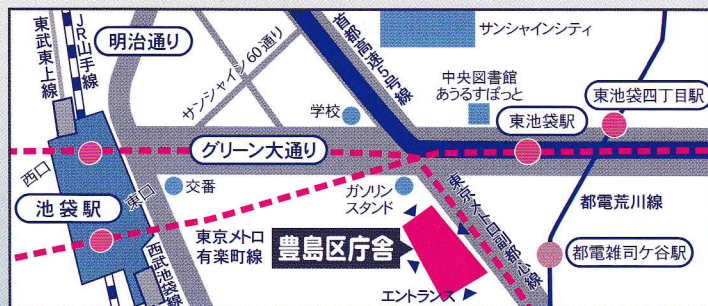 東武東上線
JR山手線
明治通り
サンシャイン60通り
首都高速5号線
サンシャインシティ
中央図書館
あうるすぽっと
東池袋四丁目駅
東池袋駅
学校
グリーン大通り
西口
東口
池袋駅
交番
ガソリン
スタンド
東京メトロ
有楽町線
西武池袋線
豊島区庁舎
エントランス
東京メトロ副都心線
都電荒川線
都電雑司ケ谷駅